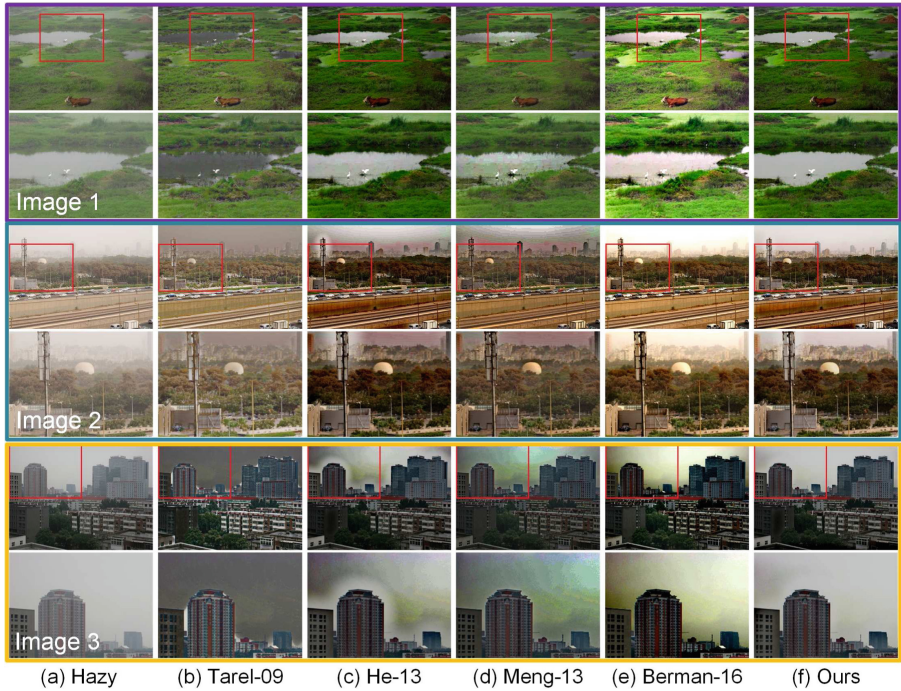 Image 1
Image 2
Image 3
(a) Hazy
(b) Tarel-09
(c) He-13
(d) Meng-13
(e) Berman-16
(f) Ours